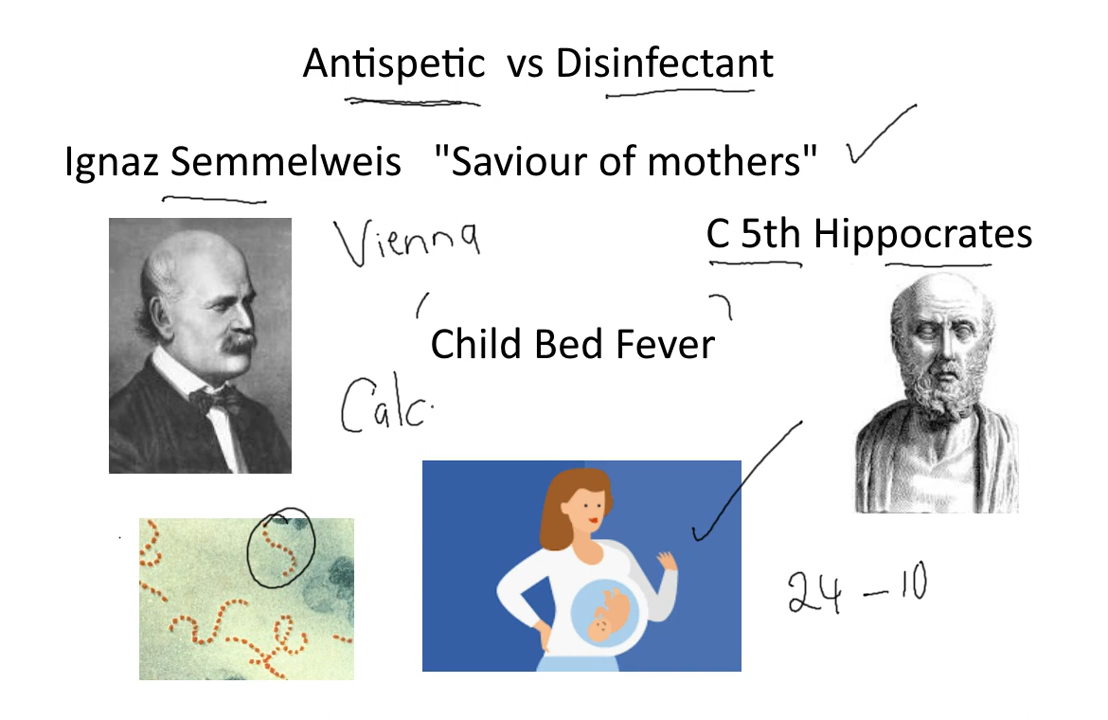 Antispetic vs Disinfectant
Ignaz Semmelweis "Saviour of mothers"
Vienna
C 5th Hippocrates
Child Bed Fever
Calc.
24 - 10